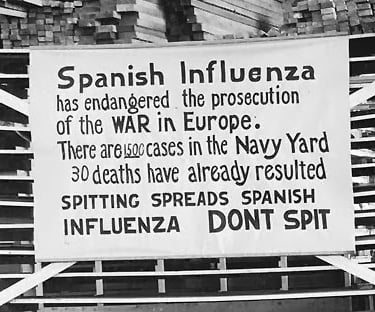 Spanish Influenza
has endangered the prosecution
of the WAR in Europe.
There are 1500 cases in the Navy Yard
30 deaths have already resulted
SPITTING SPREADS SPANISH
INFLUENZA DONT SPIT